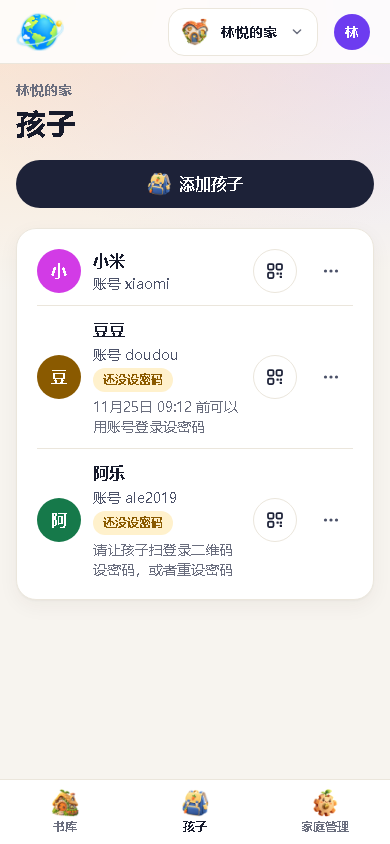 林悦的家
林
林悦的家
孩子
添加孩子
小
小米
账号 xiaomi
豆
豆豆
账号 doudou
还没设密码
11月25日 09:12 前可以
用账号登录设密码
阿
阿乐
账号 ale2019
还没设密码
请让孩子扫登录二维码
设密码，或者重设密码
书库
孩子
家庭管理